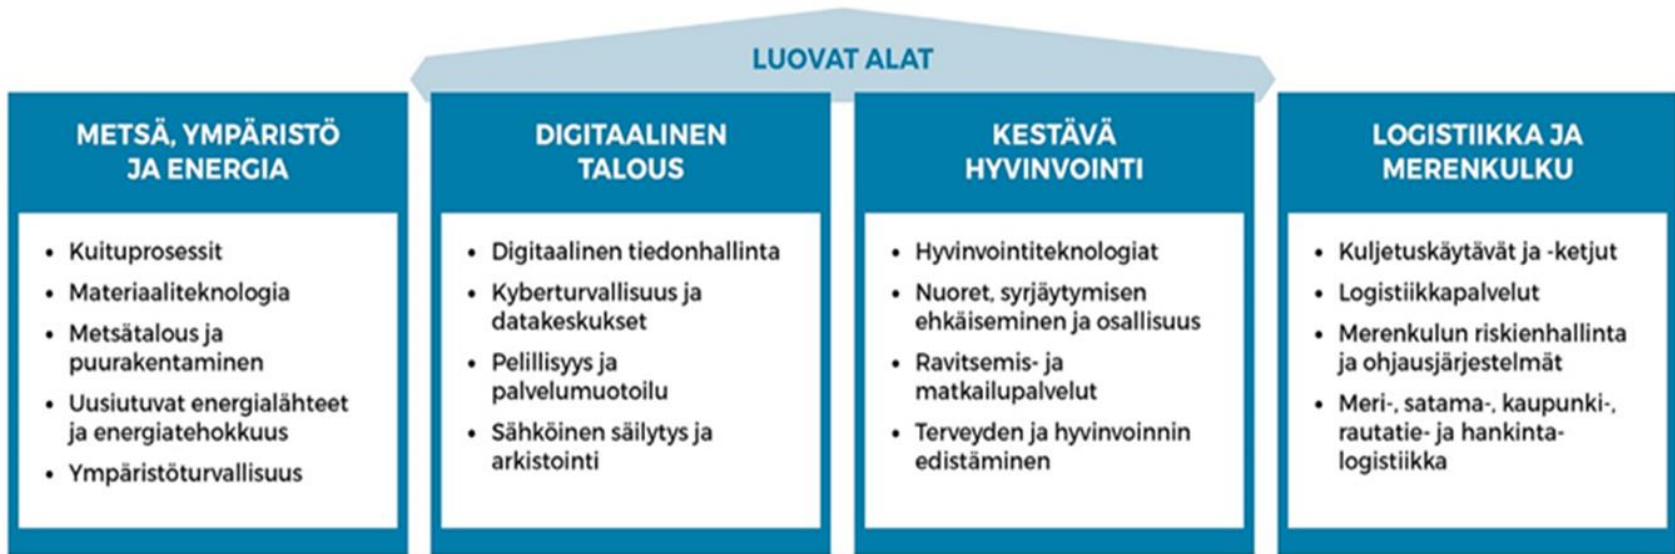 LUOVAT ALAT
METSÄ, YMPÄRISTÖ
JA ENERGIA
• Kuituprosessit
• Materiaaliteknologia
• Metsätalous ja
puurakentaminen
• Uusiutuvat energialähteet
ja energiatehokkuus
• Ympäristöturvallisuus
DIGITAALINEN
TALOUS
• Digitaalinen tiedonhallinta
• Kyberturvallisuus ja
datakeskukset
• Pelillisyys ja
palvelumuotoilu
• Sähköinen säilytys ja
arkistointi
KESTÄVÄ
HYVINVOINTI
• Hyvinvointiteknologiat
• Nuoret, syrjäytymisen
ehkäiseminen ja osallisuus
• Ravitsemis- ja
matkailupalvelut
• Terveyden ja hyvinvoinnin
edistäminen
LOGISTIIKKA JA
MERENKULKU
• Kuljetuskäytävät ja -ketjut
• Logistiikkapalvelut
• Merenkulun riskienhallinta
ja ohjausjärjestelmät
• Meri-, satama-, kaupunki-,
rautatie- ja hankinta-
logistiikka